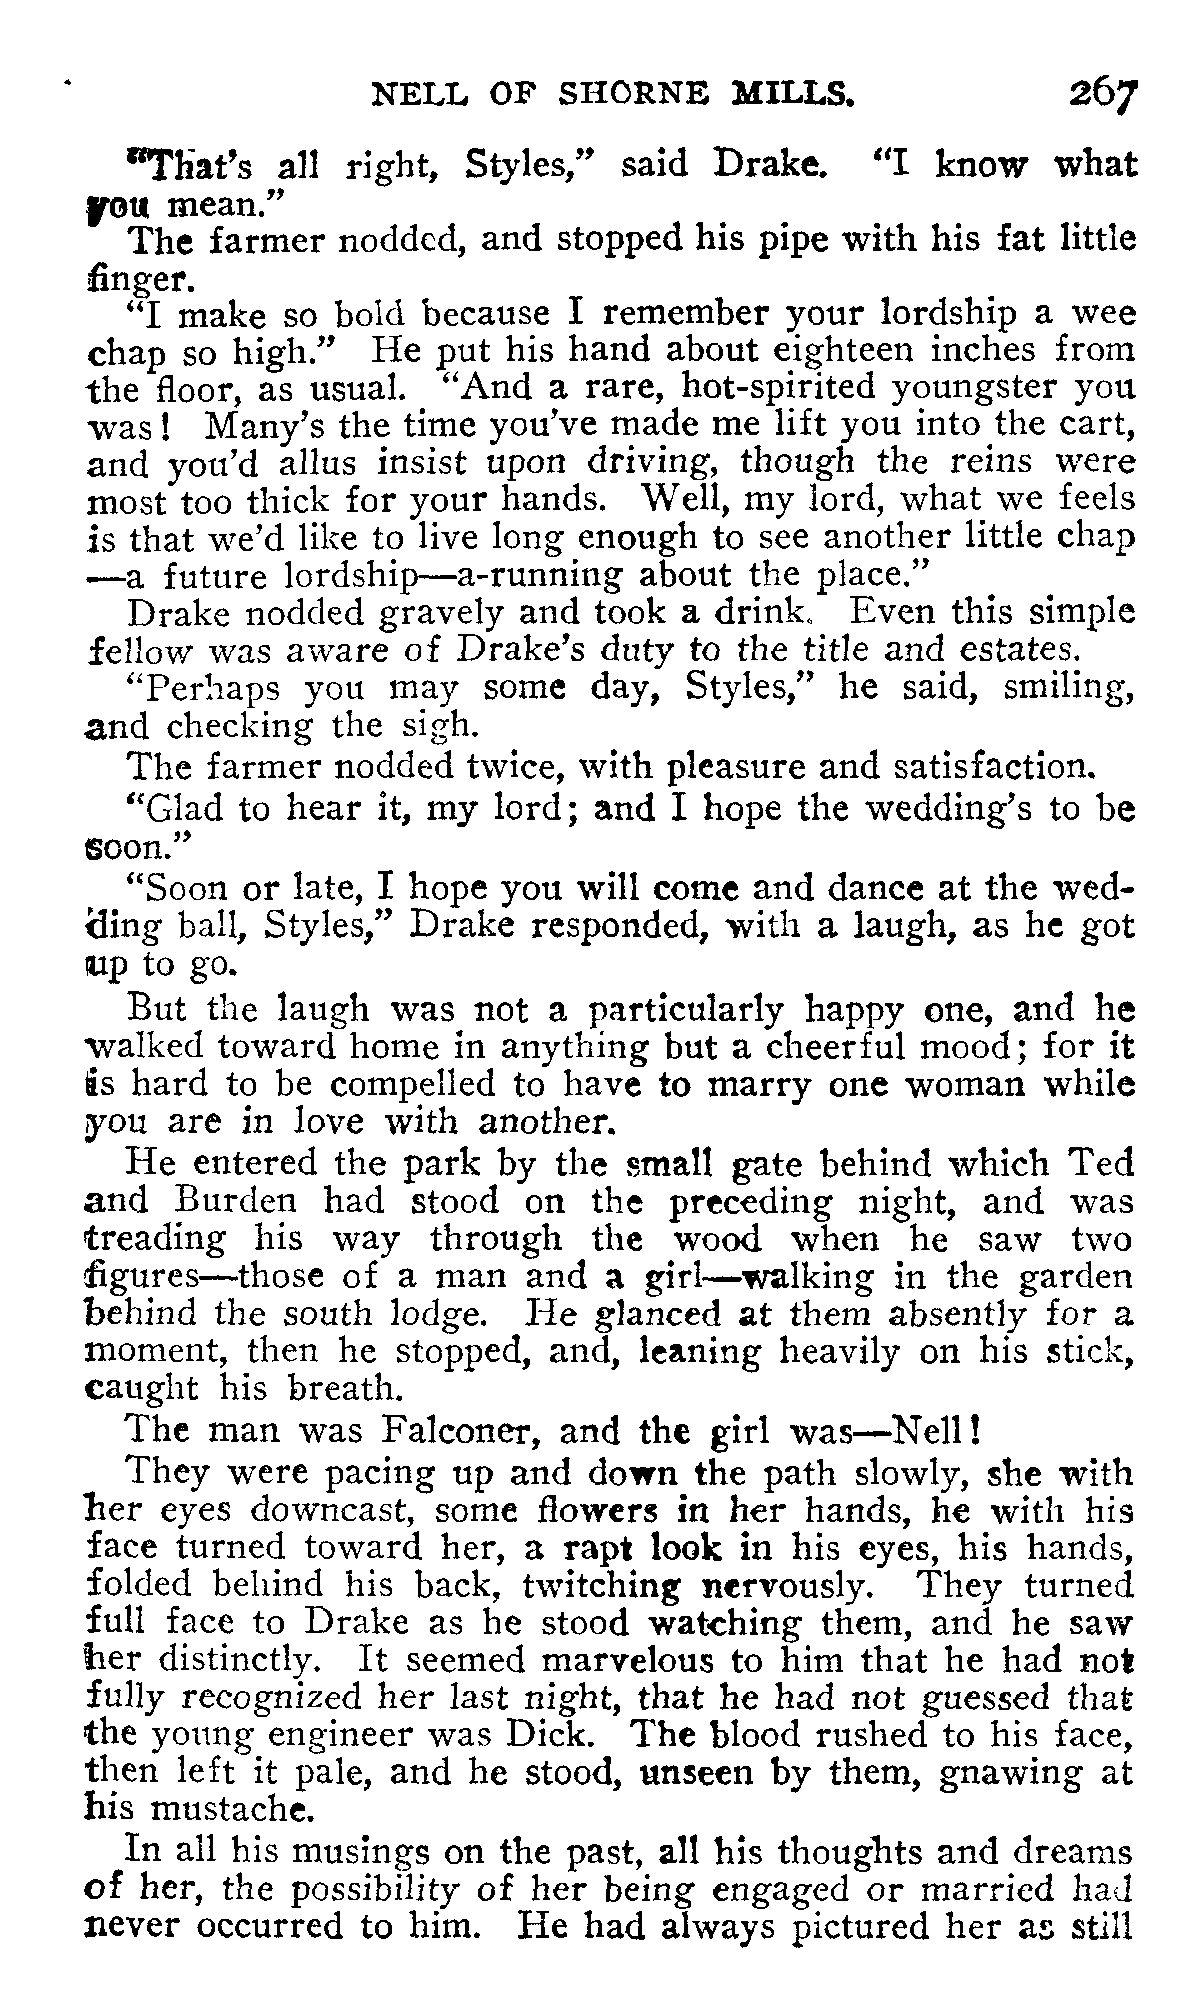 NELL OF SHORNE MILLS. 267
"That's all right, Styles," said Drake. "I know what
you mean."
The farmer nodded, and stopped his pipe with his fat little
finger.
"I make so bold because I remember your lordship a wee
chap so high." He put his hand about eighteen inches from
the floor, as usual. "And a rare, hot-spirited youngster you
was! Many's the time you've made me lift you into the cart,
and you'd allus insist upon driving, though the reins were
most too thick for your hands. Well, my lord, what we feels
is that we'd like to live long enough to see another little chap
—a future lordship—a-running about the place."
Drake nodded gravely and took a drink. Even this simple
fellow was aware of Drake's duty to the title and estates.
"Perhaps you may some day, Styles," he said, smiling,
and checking the sigh.
The farmer nodded twice, with pleasure and satisfaction.
"Glad to hear it, my lord; and I hope the wedding's to be
soon."
"Soon or late, I hope you will come and dance at the wed-
ding ball, Styles," Drake responded, with a laugh, as he got
up to go.
But the laugh was not a particularly happy one, and he
walked toward home in anything but a cheerful mood; for it
is hard to be compelled to have to marry one woman while
you are in love with another.
He entered the park by the small gate behind which Ted
and Burden had stood on the preceding night, and was
treading his way through the wood when he saw two
figures—those of a man and a girl—walking in the garden
behind the south lodge. He glanced at them absently for a
moment, then he stopped, and, leaning heavily on his stick,
caught his breath.
The man was Falconer, and the girl was—Nell!
They were pacing up and down the path slowly, she with
her eyes downcast, some flowers in her hands, he with his
face turned toward her, a rapt look in his eyes, his hands,
folded behind his back, twitching nervously. They turned
full face to Drake as he stood watching them, and he saw
her distinctly. It seemed marvelous to him that he had not
fully recognized her last night, that he had not guessed that
the young engineer was Dick. The blood rushed to his face,
then left it pale, and he stood, unseen by them, gnawing at
his mustache.
In all his musings on the past, all his thoughts and dreams
of her, the possibility of her being engaged or married had
never occurred to him. He had always pictured her as still